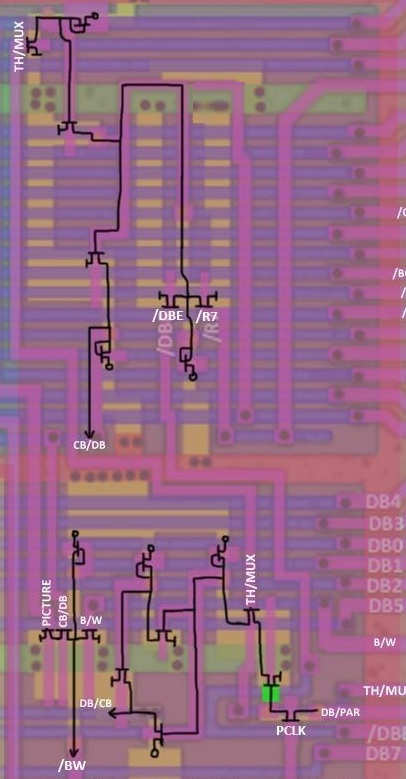 TH/MUX
/C
/B
/
/
/DBE
/R7
/DB
/R
CB/DB
DB4
DB3
DB0
DB1
DB2
DB5
TH/MUX
PICTURE
CB/DB
B/W
B/W
TH/MU
DB/CB
DB/PAR
PCLK
/DBE
DB7
/BW